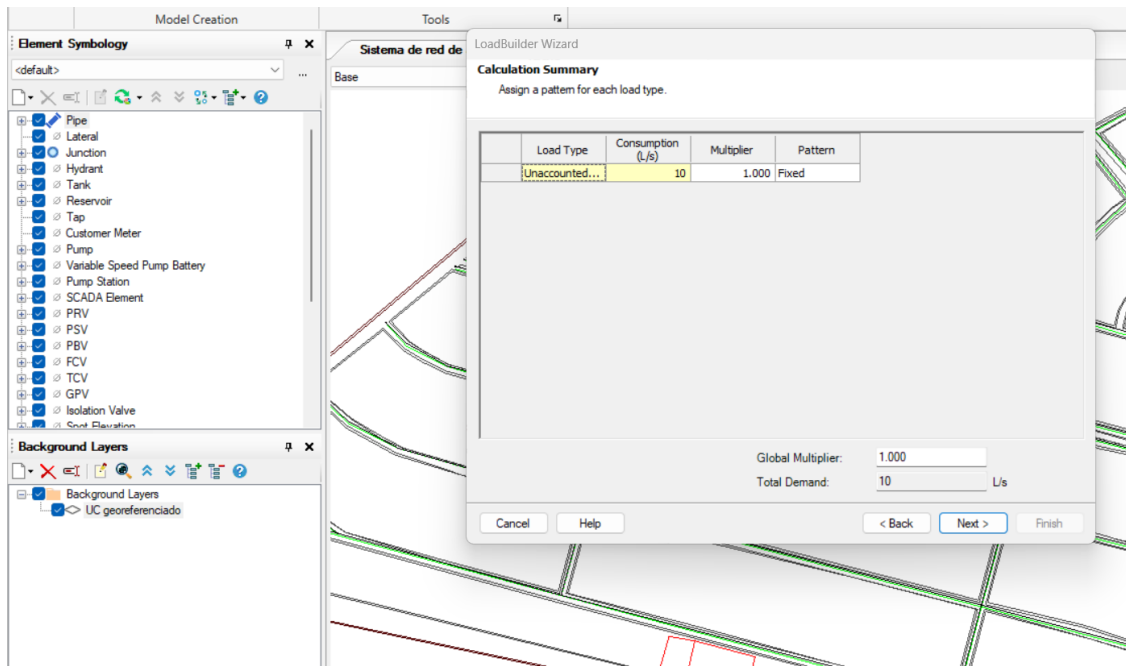 Model Creation
Tools
Element Symbology
<default>
...
Pipe
Lateral
Junction
Hydrant
Tank
Reservoir
Tap
Customer Meter
Pump
Variable Speed Pump Battery
Pump Station
SCADA Element
PRV
PSV
PBV
FCV
TCV
GPV
Isolation Valve
Spot Elevation
Background Layers
Background Layers
UC georeferenciado
Sistema de red de
Base
LoadBuilder Wizard
Calculation Summary
Assign a pattern for each load type.
Load Type Consumption (L/s) Multiplier Pattern
Unaccounted... 10 1.000 Fixed
Global Multiplier: 1.000
Total Demand: 10 L/s
Cancel Help < Back Next > Finish